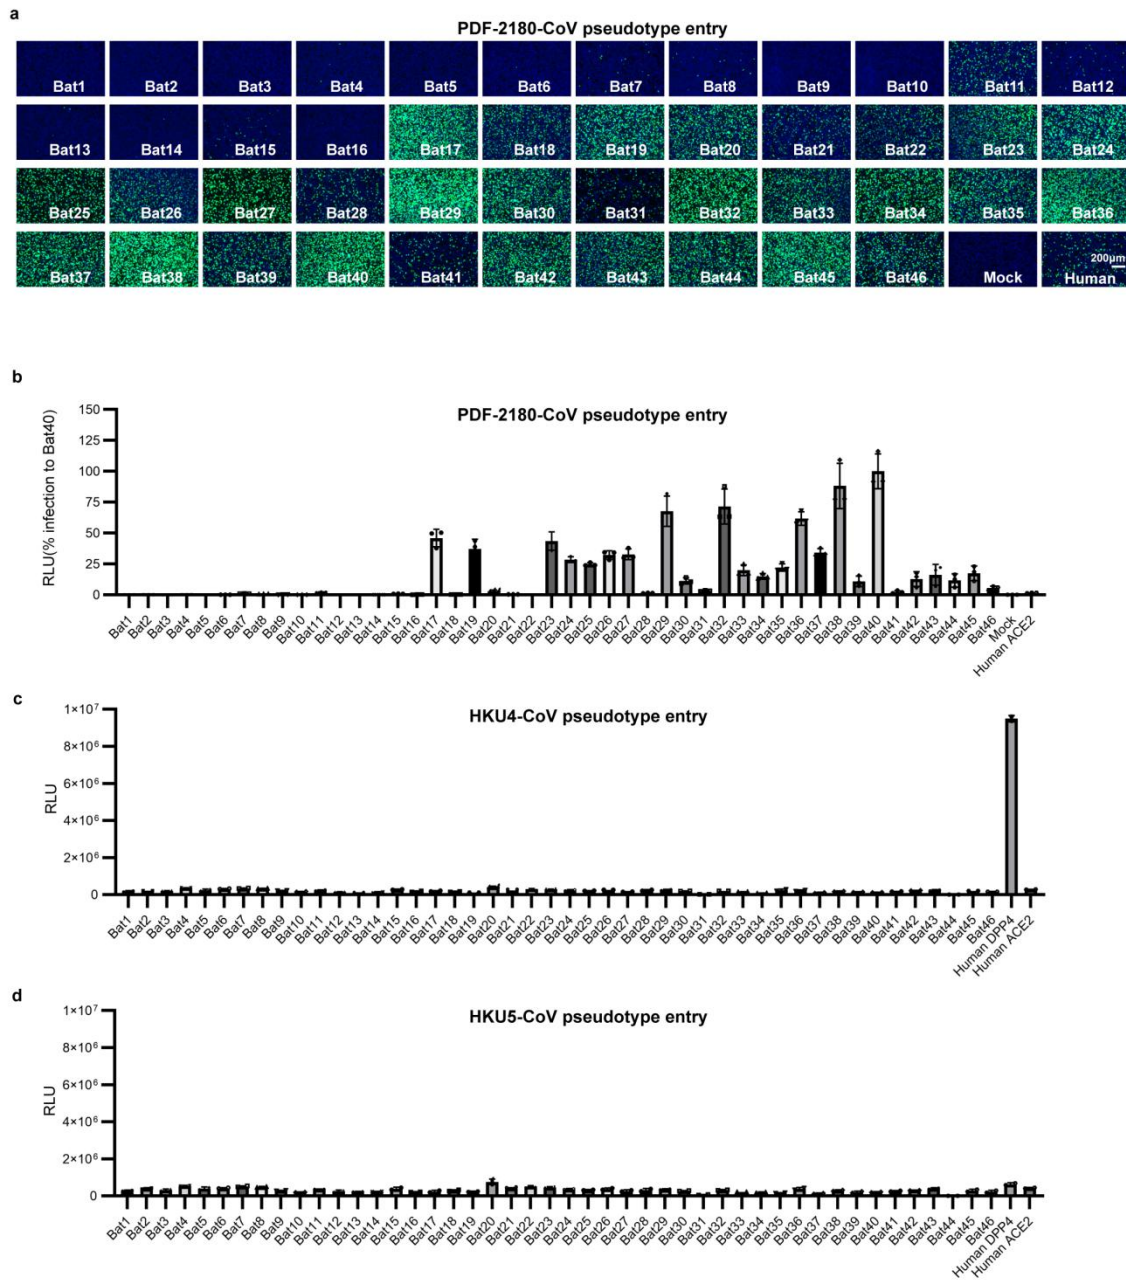 a
PDF-2180-CoV pseudotype entry
Bat1 Bat2 Bat3 Bat4 Bat5 Bat6 Bat7 Bat8 Bat9 Bat10 Bat11 Bat12
Bat13 Bat14 Bat15 Bat16 Bat17 Bat18 Bat19 Bat20 Bat21 Bat22 Bat23 Bat24
Bat25 Bat26 Bat27 Bat28 Bat29 Bat30 Bat31 Bat32 Bat33 Bat34 Bat35 Bat36
200μm
Bat37 Bat38 Bat39 Bat40 Bat41 Bat42 Bat43 Bat44 Bat45 Bat46 Mock Human
b
PDF-2180-CoV pseudotype entry
RLU(% infection to Bat40)
150
125
100
75
50
25
0
Bat1 Bat2 Bat3 Bat4 Bat5 Bat6 Bat7 Bat8 Bat9 Bat10 Bat11 Bat12 Bat13 Bat14 Bat15 Bat16 Bat17 Bat18 Bat19 Bat20 Bat21 Bat22 Bat23 Bat24 Bat25 Bat26 Bat27 Bat28 Bat29 Bat30 Bat31 Bat32 Bat33 Bat34 Bat35 Bat36 Bat37 Bat38 Bat39 Bat40 Bat41 Bat42 Bat43 Bat44 Bat45 Bat46 Mock Human ACE2
c
HKU4-CoV pseudotype entry
RLU
1×10⁷
8×10⁶
6×10⁶
4×10⁶
2×10⁶
0
Bat1 Bat2 Bat3 Bat4 Bat5 Bat6 Bat7 Bat8 Bat9 Bat10 Bat11 Bat12 Bat13 Bat14 Bat15 Bat16 Bat17 Bat18 Bat19 Bat20 Bat21 Bat22 Bat23 Bat24 Bat25 Bat26 Bat27 Bat28 Bat29 Bat30 Bat31 Bat32 Bat33 Bat34 Bat35 Bat36 Bat37 Bat38 Bat39 Bat40 Bat41 Bat42 Bat43 Bat44 Bat45 Bat46 Human DPP4 Human ACE2
d
HKU5-CoV pseudotype entry
RLU
1×10⁷
8×10⁶
6×10⁶
4×10⁶
2×10⁶
0
Bat1 Bat2 Bat3 Bat4 Bat5 Bat6 Bat7 Bat8 Bat9 Bat10 Bat11 Bat12 Bat13 Bat14 Bat15 Bat16 Bat17 Bat18 Bat19 Bat20 Bat21 Bat22 Bat23 Bat24 Bat25 Bat26 Bat27 Bat28 Bat29 Bat30 Bat31 Bat32 Bat33 Bat34 Bat35 Bat36 Bat37 Bat38 Bat39 Bat40 Bat41 Bat42 Bat43 Bat44 Bat45 Bat46 Human DPP4 Human ACE2